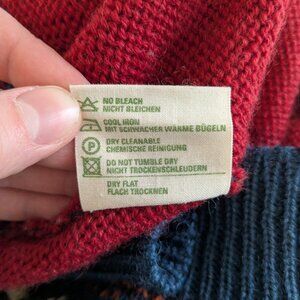 NO BLEACH
NICHT BLEICHEN
COOL IRON
MIT SCHWACHER WÄRME BÜGELN
P DRY CLEANABLE
CHEMISCHE REINIGUNG
DO NOT TUMBLE DRY
NICHT TROCKENSCHLEUDERN
DRY FLAT
FLACH TROCKNEN